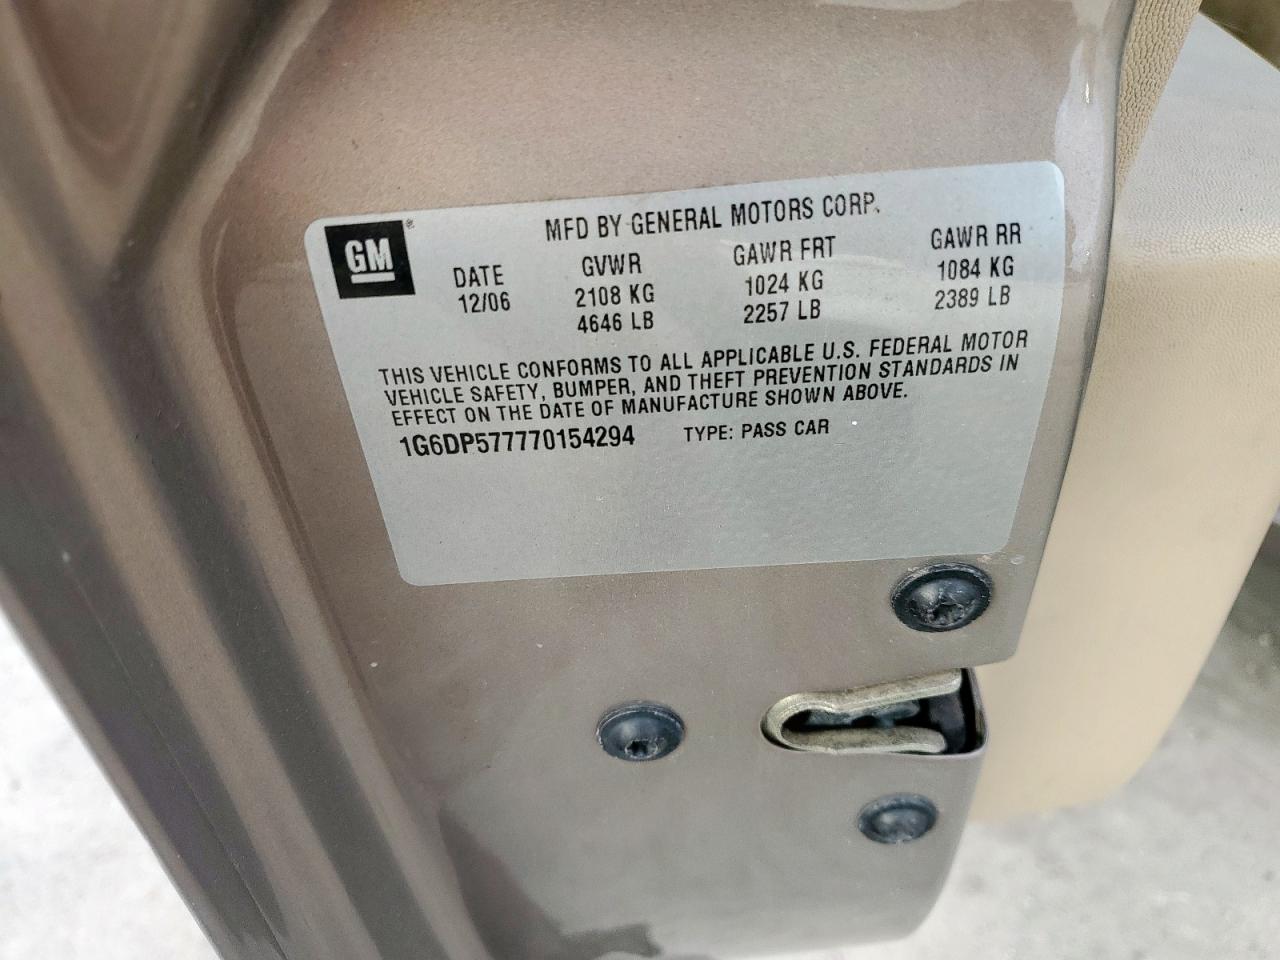 GM®
MFD BY GENERAL MOTORS CORP.
DATE GVWR GAWR FRT GAWR RR
12/06 2108 KG 1024 KG 1084 KG
4646 LB 2257 LB 2389 LB
THIS VEHICLE CONFORMS TO ALL APPLICABLE U.S. FEDERAL MOTOR
VEHICLE SAFETY, BUMPER, AND THEFT PREVENTION STANDARDS IN
EFFECT ON THE DATE OF MANUFACTURE SHOWN ABOVE.
1G6DP577770154294 TYPE: PASS CAR